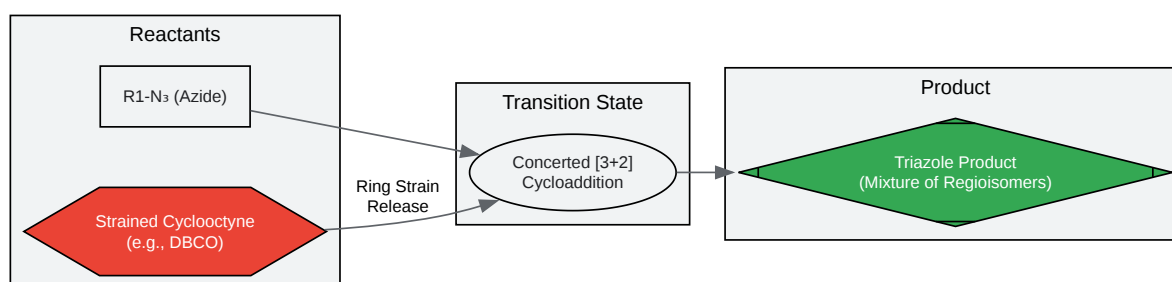 Reactants
R1-N₃ (Azide)
Strained Cyclooctyne
(e.g., DBCO)
Ring Strain
Release
Transition State
Concerted [3+2]
Cycloaddition
Product
Triazole Product
(Mixture of Regioisomers)